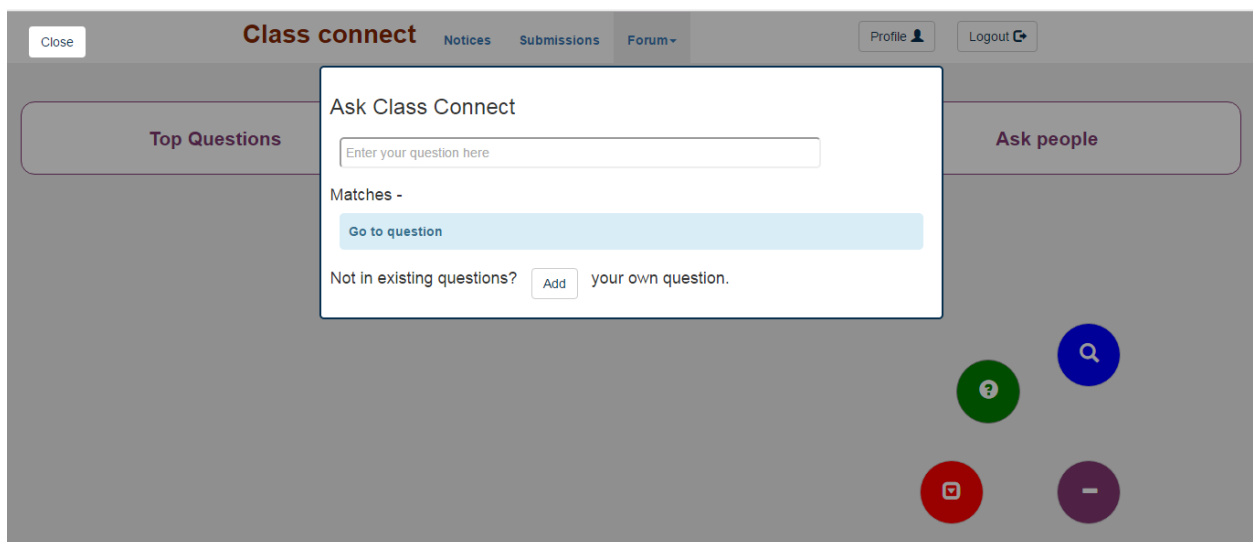 Close
Class connect Notices Submissions Forum Profile Logout
Ask Class Connect
Top Questions
Enter your question here
Ask people
Matches -
Go to question
Not in existing questions? Add your own question.